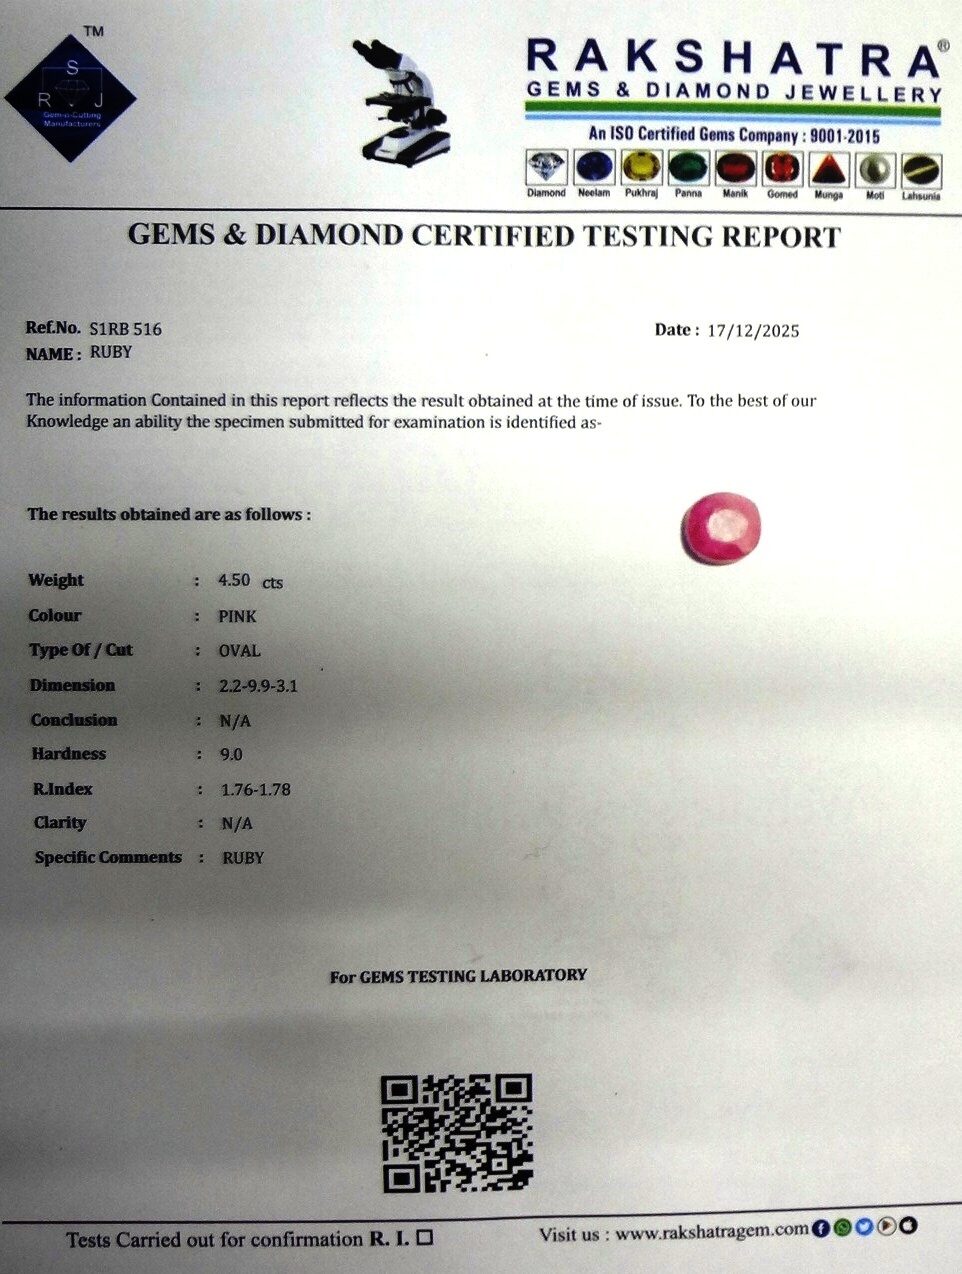 TM
S
R J
Gem-n-Cutting
Manufacturers
RAKSHATRA®
GEMS & DIAMOND JEWELLERY
An ISO Certified Gems Company : 9001-2015
Diamond Neelam Pukhraj Panna Manik Gomed Munga Moti Lahsunia
GEMS & DIAMOND CERTIFIED TESTING REPORT
Ref.No. S1RB 516
Date : 17/12/2025
NAME : RUBY
The information Contained in this report reflects the result obtained at the time of issue. To the best of our
Knowledge an ability the specimen submitted for examination is identified as-
The results obtained are as follows :
Weight : 4.50 cts
Colour : PINK
Type Of / Cut : OVAL
Dimension : 2.2-9.9-3.1
Conclusion : N/A
Hardness : 9.0
R.Index : 1.76-1.78
Clarity : N/A
Specific Comments : RUBY
For GEMS TESTING LABORATORY
Tests Carried out for confirmation R. I. ☐
Visit us : www.rakshatragem.com